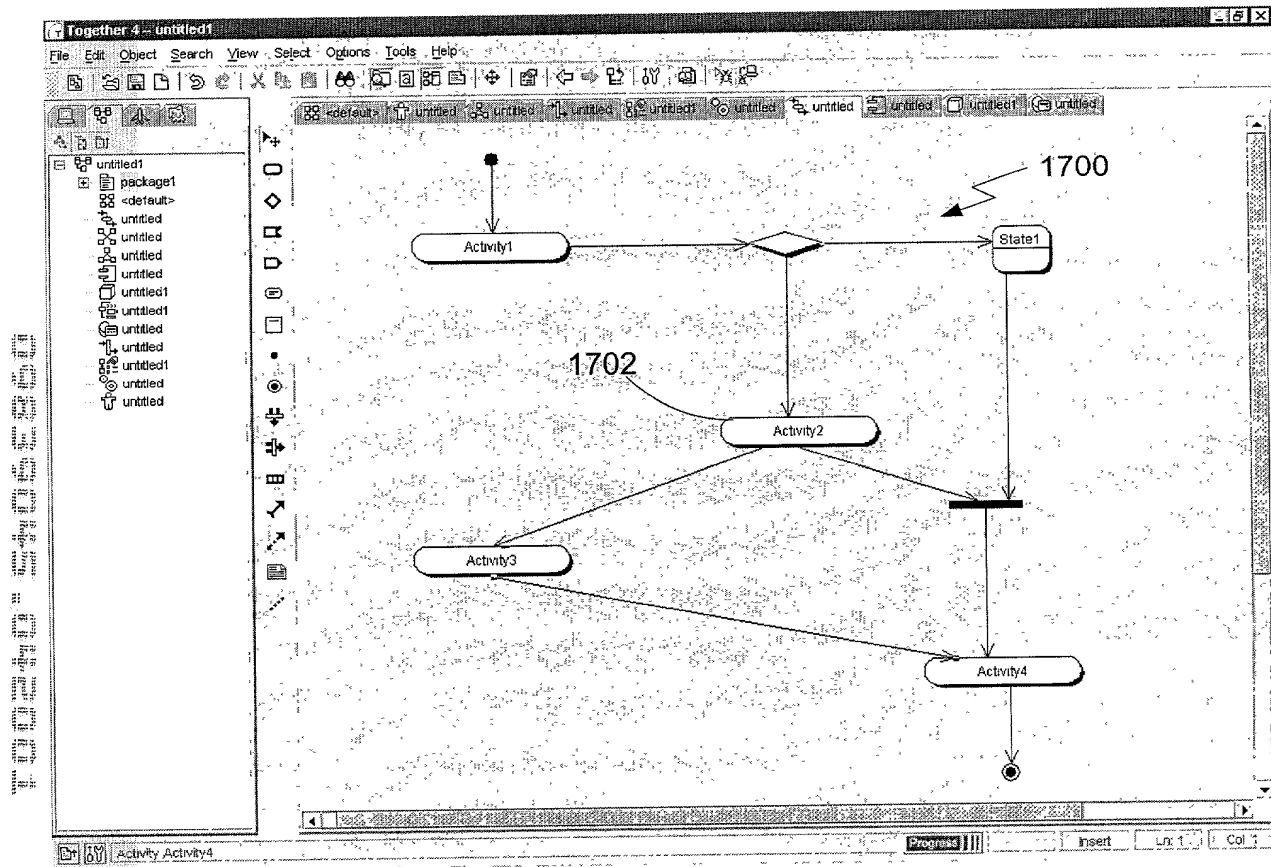 Together 4 – untitled1
File Edit Object Search View Select Options Tools Help
<default> untitled untitled untitled untitled1 untitled untitled untitled untitled1 untitled
untitled1
package1
<default>
untitled
untitled
untitled
untitled
untitled1
untitled1
untitled
untitled
untitled1
untitled
untitled
1700
Activity1
State1
1702
Activity2
Activity3
Activity4
Activity Activity4
Progress
Insert
Ln: 1
Col: 1